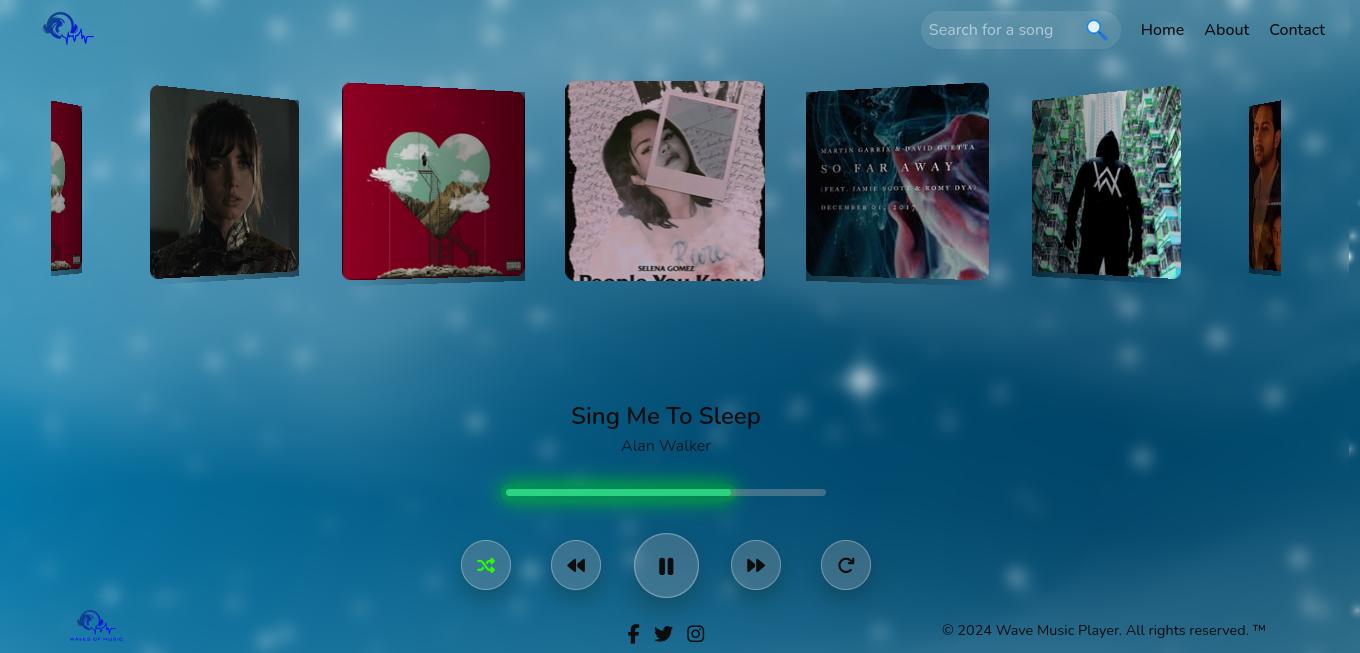 Search for a song
Home
About
Contact
MARTIN GARRIX & DAVID GUETTA
SO FAR AWAY
(FEAT. JAMIE SCOTT & ROMY DYA)
DECEMBER 01, 2017
Rare
SELENA GOMEZ
People You Know
Sing Me To Sleep
Alan Walker
WAVES OF MUSIC
© 2024 Wave Music Player. All rights reserved. ™